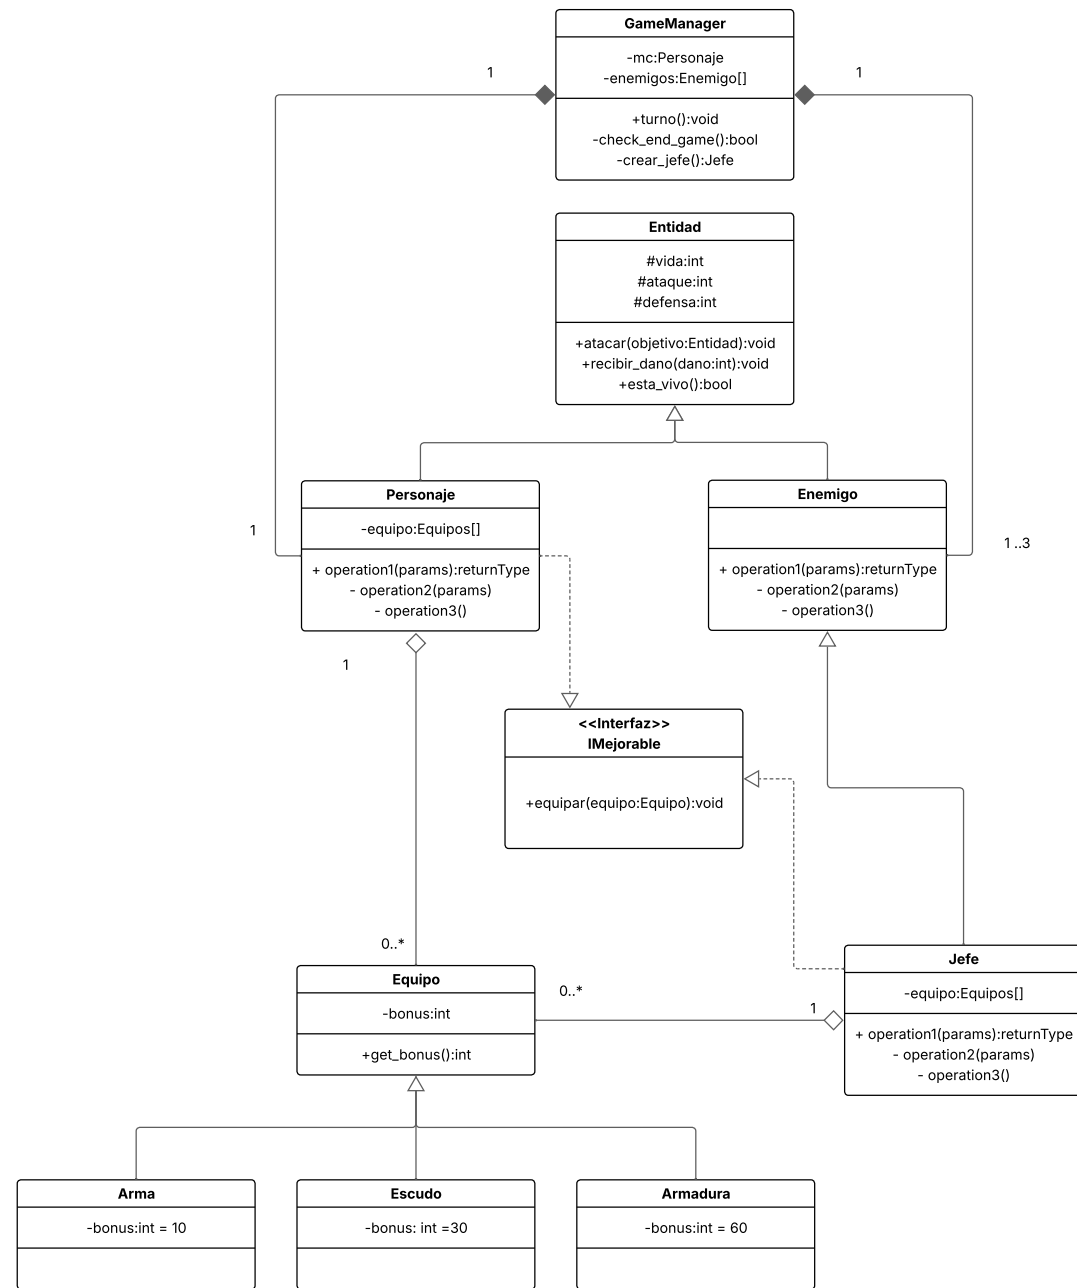 GameManager
-mc:Personaje
-enemigos:Enemigo[]
1
1
+turno():void
-check_end_game():bool
-crear_jefe():Jefe
Entidad
#vida:int
#ataque:int
#defensa:int
+atacar(objetivo:Entidad):void
+recibir_dano(dano:int):void
+esta_vivo():bool
Personaje
-equipo:Equipos[]
1
+ operation1(params):returnType
- operation2(params)
- operation3()
1
Enemigo
1 ..3
+ operation1(params):returnType
- operation2(params)
- operation3()
<<Interfaz>>
IMejorable
+equipar(equipo:Equipo):void
0..*
Equipo
-bonus:int
+get_bonus():int
0..*
1
Jefe
-equipo:Equipos[]
+ operation1(params):returnType
- operation2(params)
- operation3()
Arma
-bonus:int = 10
Escudo
-bonus: int =30
Armadura
-bonus:int = 60